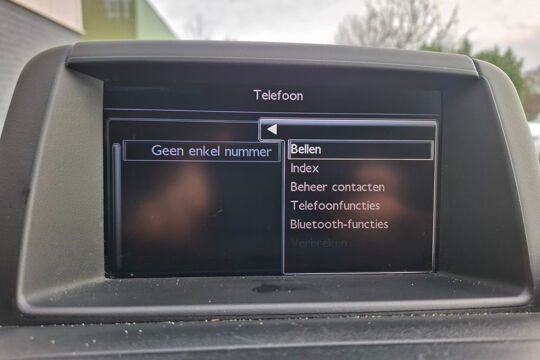 Telefoon
Geen enkel nummer
Bellen
Index
Beheer contacten
Telefoonfuncties
Bluetooth-functies
Verbreken